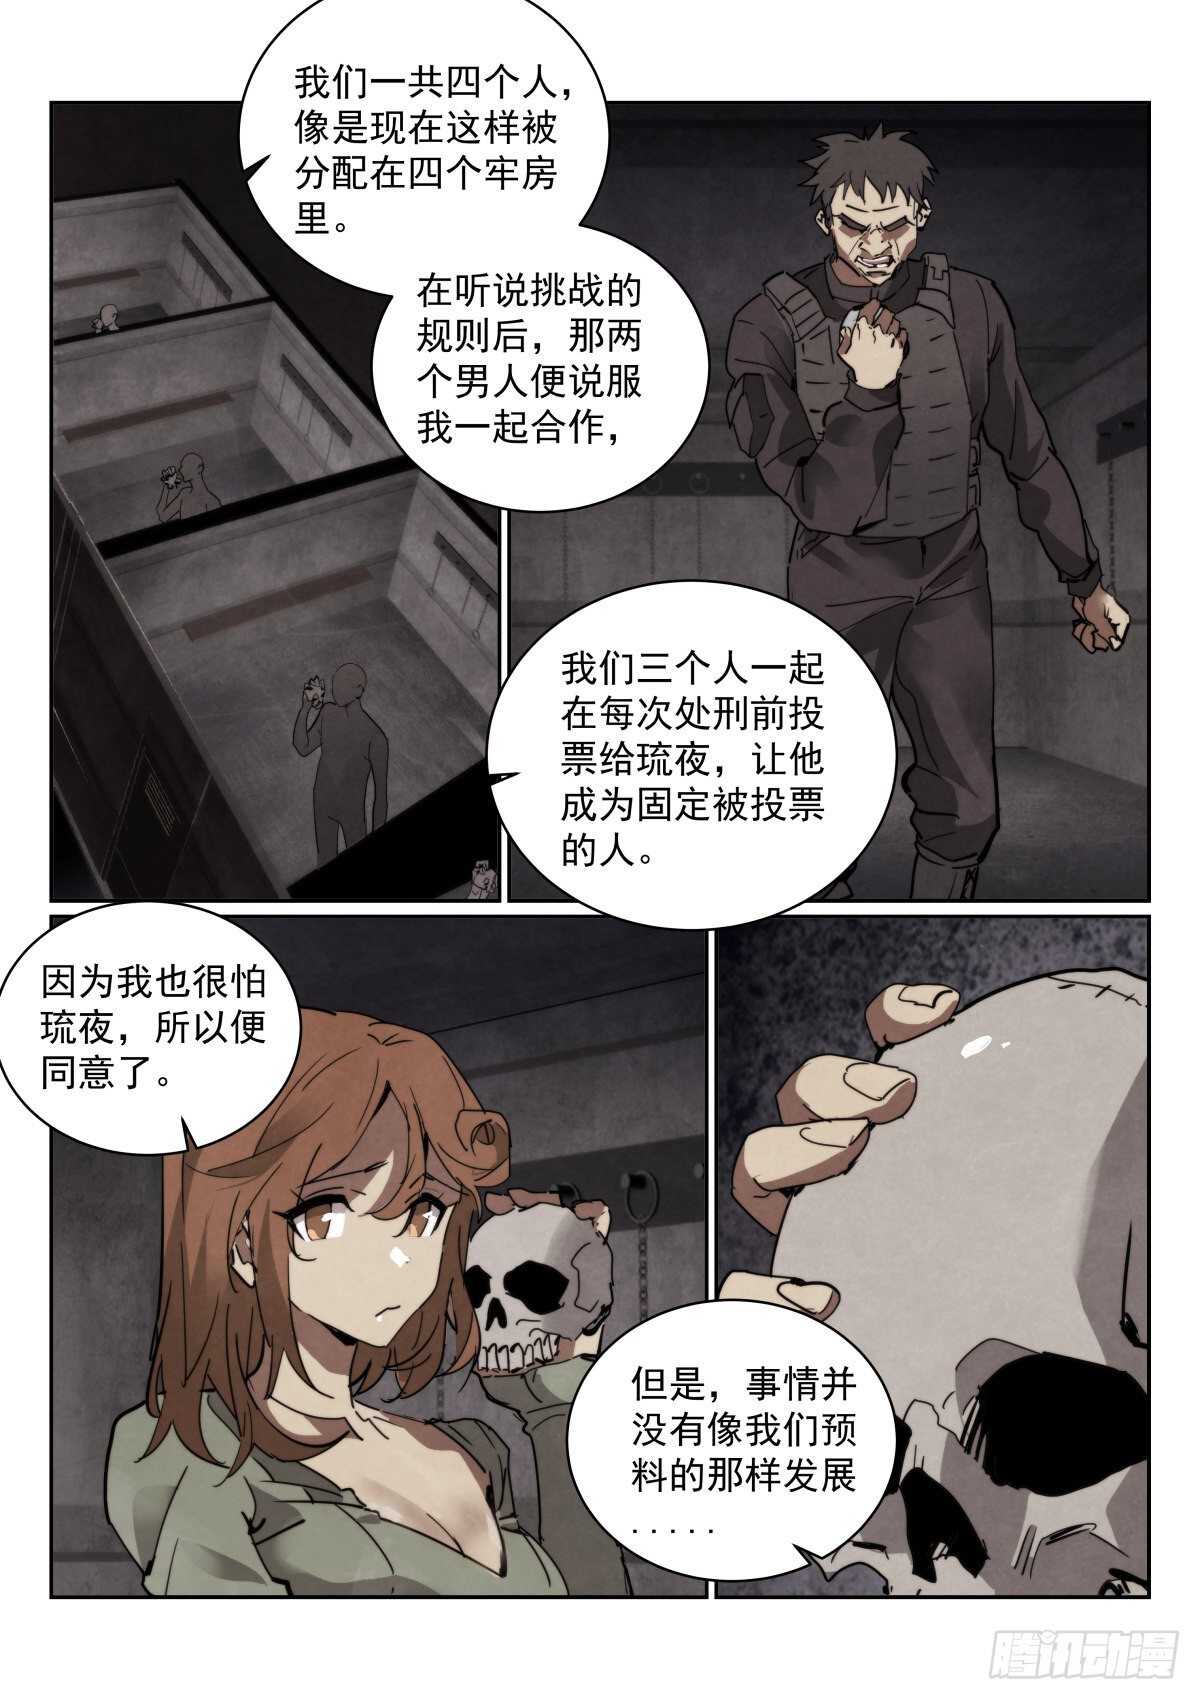 我们一共四个人，
像是现在这样被
分配在四个牢房
里。
在听说挑战的
规则后，那两
个男人便说服
我一起合作，
我们三个人一起
在每次处刑前投
票给琉夜，让他
成为固定被投票
的人。
因为我也很怕
琉夜，所以便
同意了。
但是，事情并
没有像我们预
料的那样发展
.....
腾讯动漫